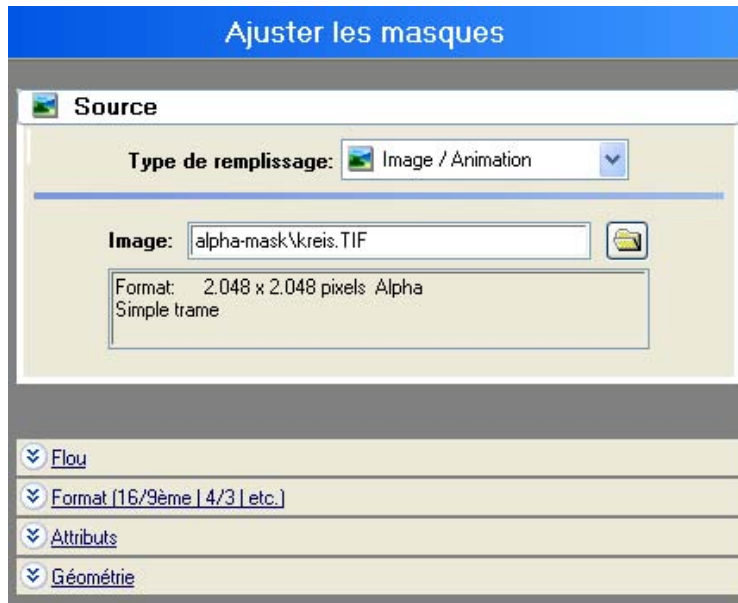 Ajuster les masques
Source
Type de remplissage: Image / Animation
Image: alpha-mask\kreis.TIF
Format: 2.048 x 2.048 pixels Alpha
Simple trame
Flou
Format (16/9ème | 4/3 | etc.)
Attributs
Géométrie